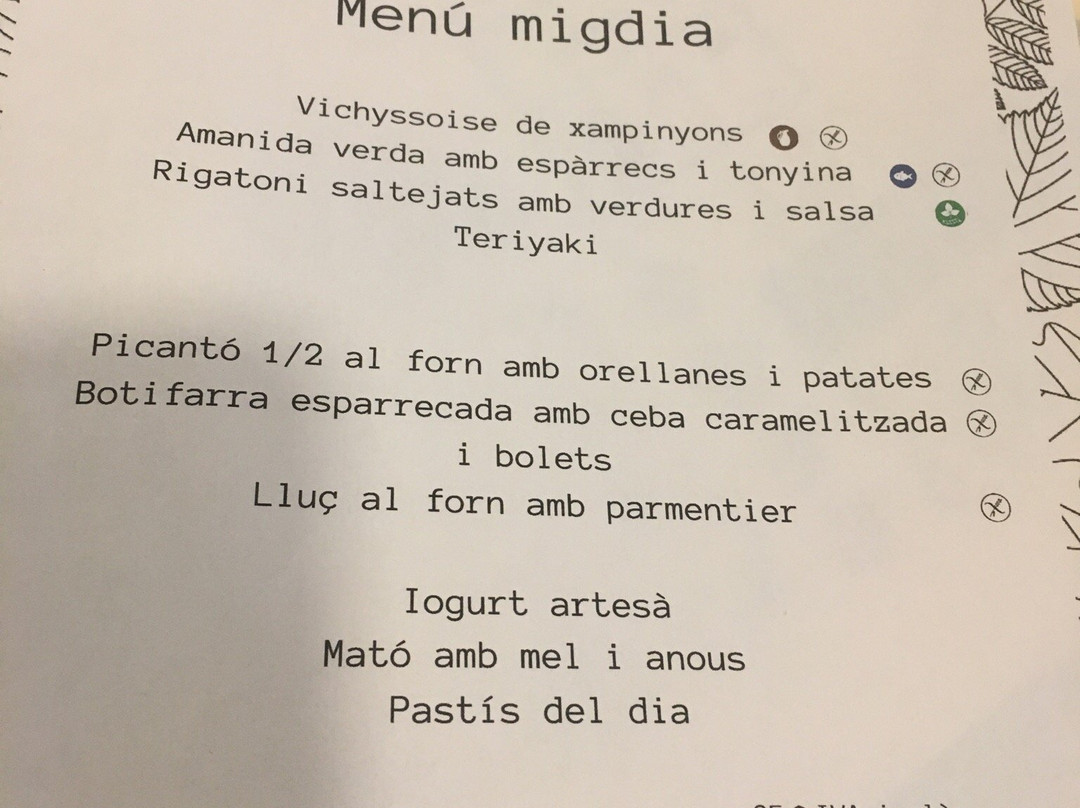 Menú migdia
Vichyssoise de xampinyons
Amanida verda amb espàrrecs i tonyina
Rigatoni saltejats amb verdures i salsa
Teriyaki
Picantó 1/2 al forn amb orellanes i patates
Botifarra esparrecada amb ceba caramelitzada
i bolets
Lluç al forn amb parmentier
Iogurt artesà
Mató amb mel i anous
Pastís del dia